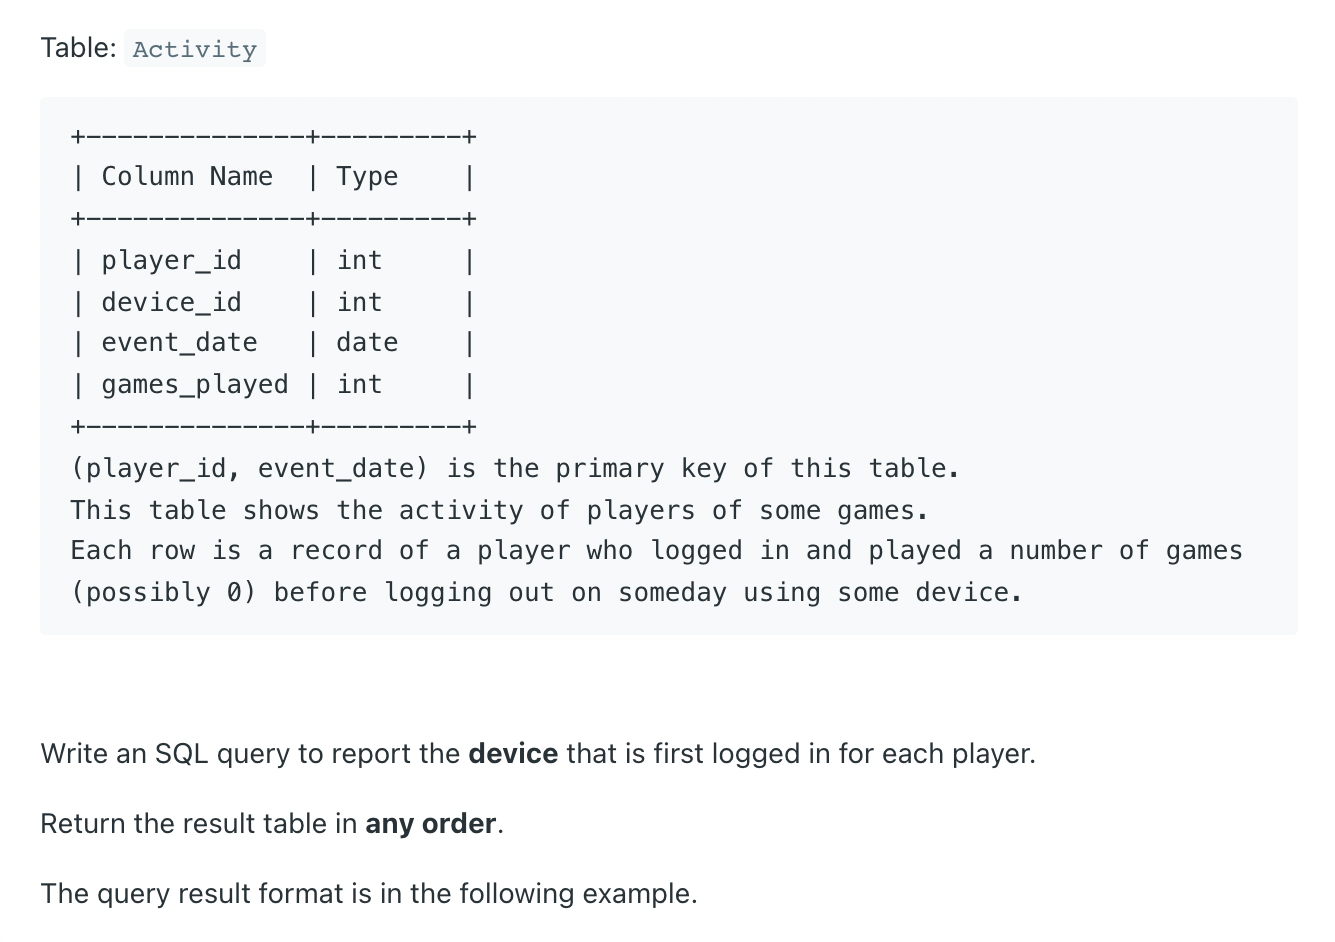 Table: Activity
+--------------+---------+
| Column Name  | Type    |
+--------------+---------+
| player_id    | int     |
| device_id    | int     |
| event_date   | date    |
| games_played | int     |
+--------------+---------+
(player_id, event_date) is the primary key of this table.
This table shows the activity of players of some games.
Each row is a record of a player who logged in and played a number of games
(possibly 0) before logging out on someday using some device.
Write an SQL query to report the device that is first logged in for each player.
Return the result table in any order.
The query result format is in the following example.